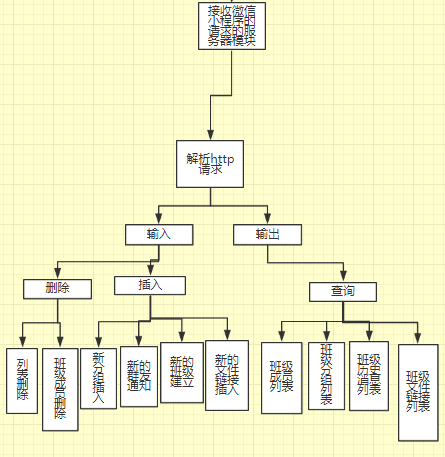 接收微信
小程序的
请求的服
务器模块
解析http
请求
输入
输出
删除
插入
查询
列表删除
班级成员删除
新分组插入
新的
群发
通知
新的
班级
建立
新的
文件
链接
插入
班级
成员
列表
班级
分组
列表
班级
历史
消息
列表
班级
文件
链接
列表